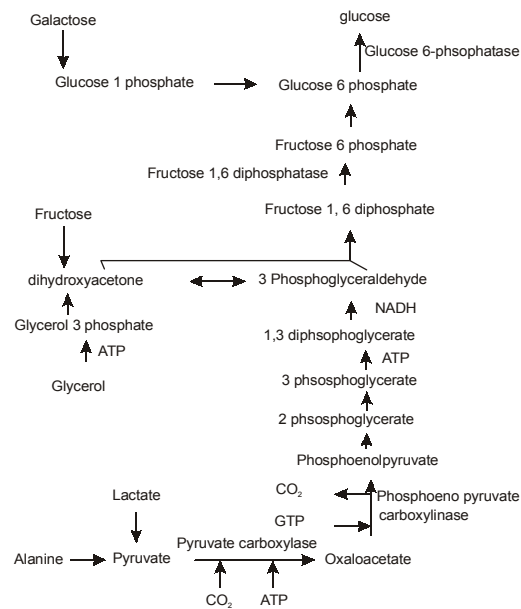 Galactose
glucose
Glucose 6-phsophatase
Glucose 1 phosphate
Glucose 6 phosphate
Fructose 6 phosphate
Fructose 1,6 diphosphatase
Fructose 1, 6 diphosphate
Fructose
dihydroxyacetone
3 Phosphoglyceraldehyde
NADH
Glycerol 3 phosphate
1,3 diphsophoglycerate
ATP
ATP
3 phsosphoglycerate
Glycerol
2 phsosphoglycerate
Phosphoenolpyruvate
CO2
Phosphoeno pyruvate
carboxylinase
Lactate
GTP
Pyruvate carboxylase
Alanine
Pyruvate
Oxaloacetate
CO2
ATP